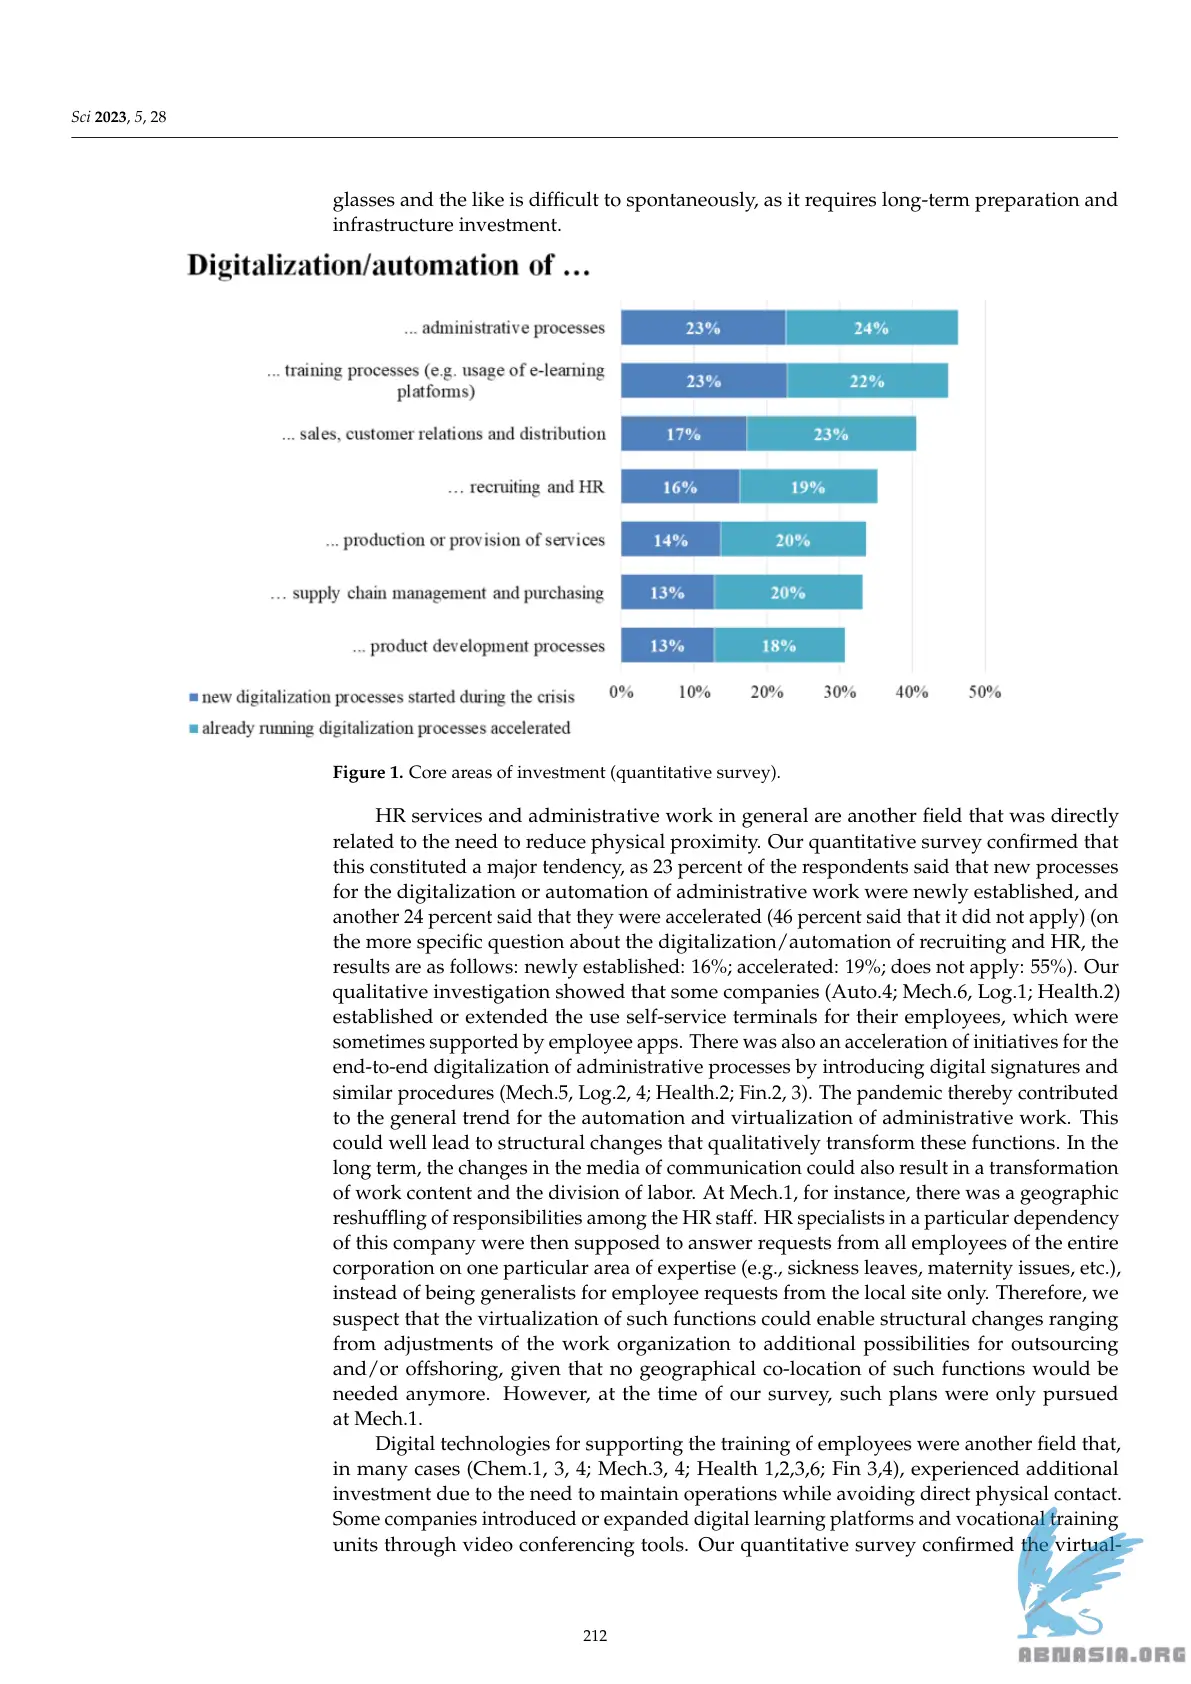 Sci 2023, 5, 28
glasses and the like is difficult to spontaneously, as it requires long-term preparation and
infrastructure investment.
Digitalization/automation of ...
... administrative processes
23%
24%
... training processes (e.g. usage of e-learning
platforms)
23%
22%
... sales, customer relations and distribution
17%
23%
... recruiting and HR
16%
19%
... production or provision of services
14%
20%
... supply chain management and purchasing
13%
20%
... product development processes
13%
18%
0% 10% 20% 30% 40% 50%
new digitalization processes started during the crisis
already running digitalization processes accelerated
Figure 1. Core areas of investment (quantitative survey).
HR services and administrative work in general are another field that was directly
related to the need to reduce physical proximity. Our quantitative survey confirmed that
this constituted a major tendency, as 23 percent of the respondents said that new processes
for the digitalization or automation of administrative work were newly established, and
another 24 percent said that they were accelerated (46 percent said that it did not apply) (on
the more specific question about the digitalization/automation of recruiting and HR, the
results are as follows: newly established: 16%; accelerated: 19%; does not apply: 55%). Our
qualitative investigation showed that some companies (Auto.4; Mech.6, Log.1; Health.2)
established or extended the use self-service terminals for their employees, which were
sometimes supported by employee apps. There was also an acceleration of initiatives for the
end-to-end digitalization of administrative processes by introducing digital signatures and
similar procedures (Mech.5, Log.2, 4; Health.2; Fin.2, 3). The pandemic thereby contributed
to the general trend for the automation and virtualization of administrative work. This
could well lead to structural changes that qualitatively transform these functions. In the
long term, the changes in the media of communication could also result in a transformation
of work content and the division of labor. At Mech.1, for instance, there was a geographic
reshuffling of responsibilities among the HR staff. HR specialists in a particular dependency
of this company were then supposed to answer requests from all employees of the entire
corporation on one particular area of expertise (e.g., sickness leaves, maternity issues, etc.),
instead of being generalists for employee requests from the local site only. Therefore, we
suspect that the virtualization of such functions could enable structural changes ranging
from adjustments of the work organization to additional possibilities for outsourcing
and/or offshoring, given that no geographical co-location of such functions would be
needed anymore. However, at the time of our survey, such plans were only pursued
at Mech.1.
Digital technologies for supporting the training of employees were another field that,
in many cases (Chem.1, 3, 4; Mech.3, 4; Health 1,2,3,6; Fin 3,4), experienced additional
investment due to the need to maintain operations while avoiding direct physical contact.
Some companies introduced or expanded digital learning platforms and vocational training
units through video conferencing tools. Our quantitative survey confirmed the virtual-
212
ABNASIA.ORG